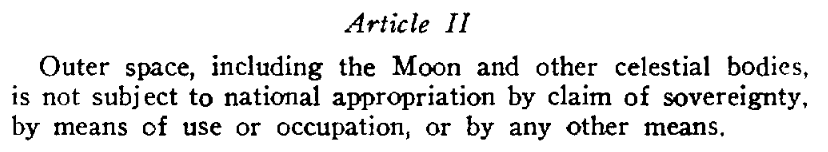 Article II
Outer space, including the Moon and other celestial bodies,
is not subject to national appropriation by claim of sovereignty,
by means of use or occupation, or by any other means.